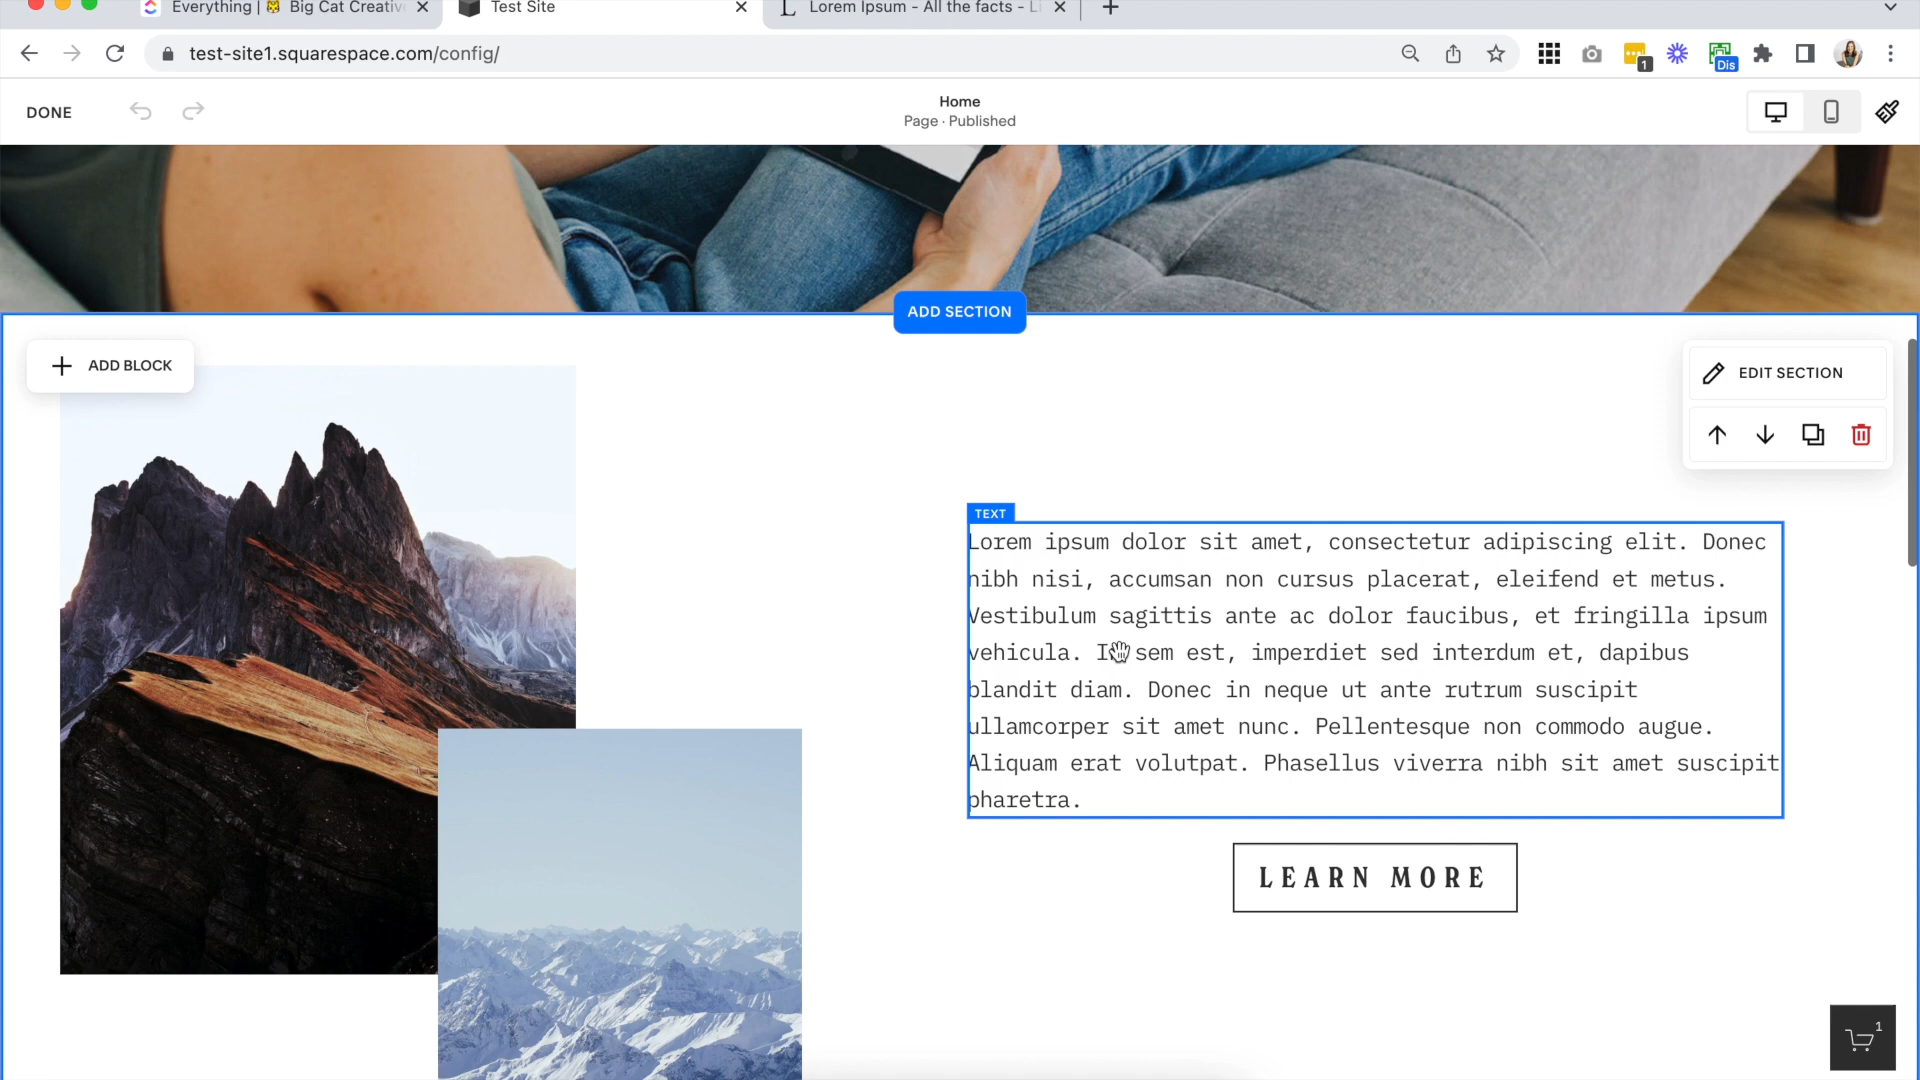 Everything | Big Cat Creativ
Test Site
Lorem Ipsum - All the facts - Li
test-site1.squarespace.com/config/
1
Dis
DONE
Home
Page · Published
ADD SECTION
ADD BLOCK
EDIT SECTION
TEXT
Lorem ipsum dolor sit amet, consectetur adipiscing elit. Donec
nibh nisi, accumsan non cursus placerat, eleifend et metus.
Vestibulum sagittis ante ac dolor faucibus, et fringilla ipsum
vehicula. I sem est, imperdiet sed interdum et, dapibus
blandit diam. Donec in neque ut ante rutrum suscipit
ullamcorper sit amet nunc. Pellentesque non commodo augue.
Aliquam erat volutpat. Phasellus viverra nibh sit amet suscipit
pharetra.
LEARN MORE
1